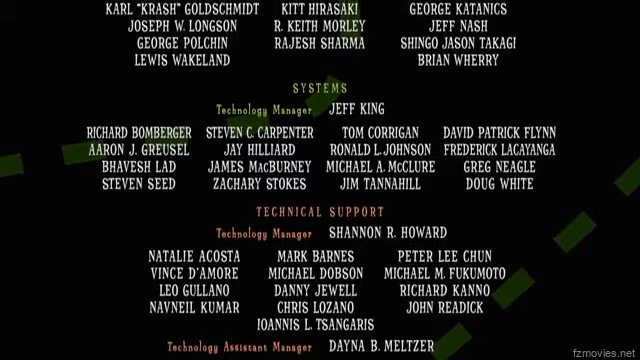 KARL "KRASH" GOLDSCHMIDT KITT HIRASAKI GEORGE KATANICS
JOSEPH W. LONGSON R. KEITH MORLEY JEFF NASH
GEORGE POLCHIN RAJESH SHARMA SHINGO JASON TAKAGI
LEWIS WAKELAND BRIAN WHERRY
SYSTEMS
Technology Manager JEFF KING
RICHARD BOMBERGER STEVEN C. CARPENTER TOM CORRIGAN DAVID PATRICK FLYNN
AARON J. GREUSEL JAY HILLIARD RONALD L. JOHNSON FREDERICK LACAYANGA
BHAVESH LAD JAMES MACBURNEY MICHAEL A. McCLURE GREG NEAGLE
STEVEN SEED ZACHARY STOKES JIM TANNAHILL DOUG WHITE
TECHNICAL SUPPORT
Technology Manager SHANNON R. HOWARD
NATALIE ACOSTA MARK BARNES PETER LEE CHUN
VINCE D'AMORE MICHAEL DOBSON MICHAEL M. FUKUMOTO
LEO GULLANO DANNY JEWELL RICHARD KANNO
NAVNEIL KUMAR CHRIS LOZANO JOHN READICK
IOANNIS L. TSANGARIS
Technology Assistant Manager DAYNA B. MELTZER
fzmovies.net